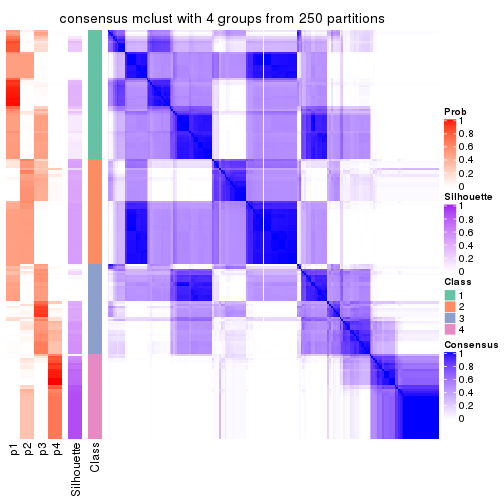 consensus mclust with 4 groups from 250 partitions
Prob
1
0.8
0.6
0.4
0.2
0
Silhouette
1
0.8
0.6
0.4
0.2
0
Class
1
2
3
4
Consensus
1
0.8
0.6
0.4
0.2
0
p1
p2
p3
p4
Silhouette
Class